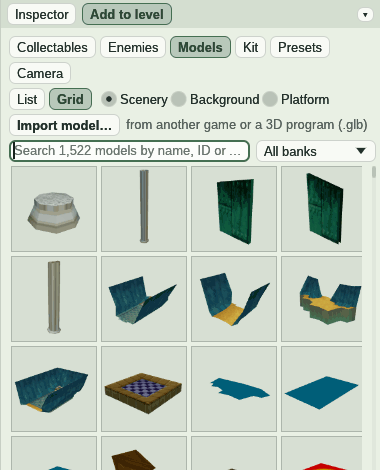 Inspector Add to level
Collectables Enemies Models Kit Presets
Camera
List Grid Scenery Background Platform
Import model... from another game or a 3D program (.glb)
Search 1,522 models by name, ID or ... All banks